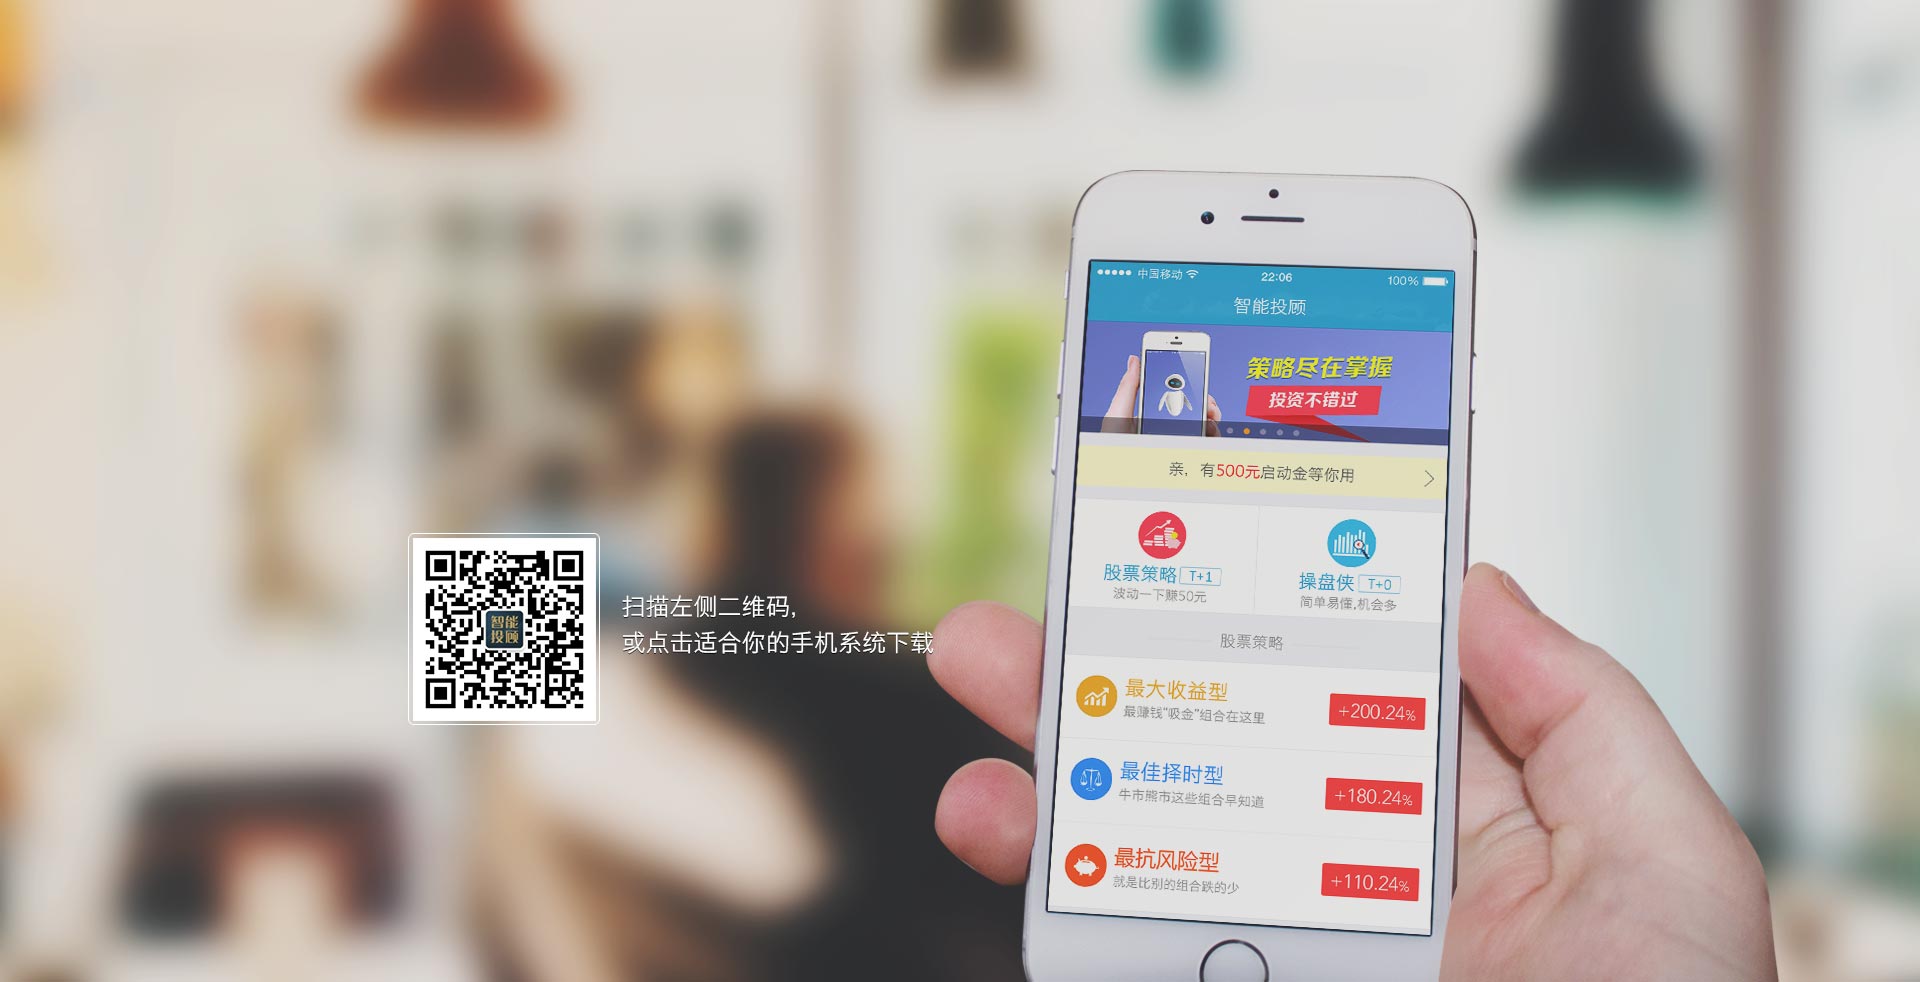 中国移动
22:06
100%
智能投顾
策略尽在掌握
投资不错过
亲，有500元启动金等你用
股票策略 T+1
波动一下赚50元
操盘侠 T+0
简单易懂,机会多
股票策略
最大收益型
最赚钱“吸金”组合在这里
+200.24%
最佳择时型
牛市熊市这些组合早知道
+180.24%
最抗风险型
就是比别的组合跌的少
+110.24%
智能
投顾
扫描左侧二维码,
或点击适合你的手机系统下载